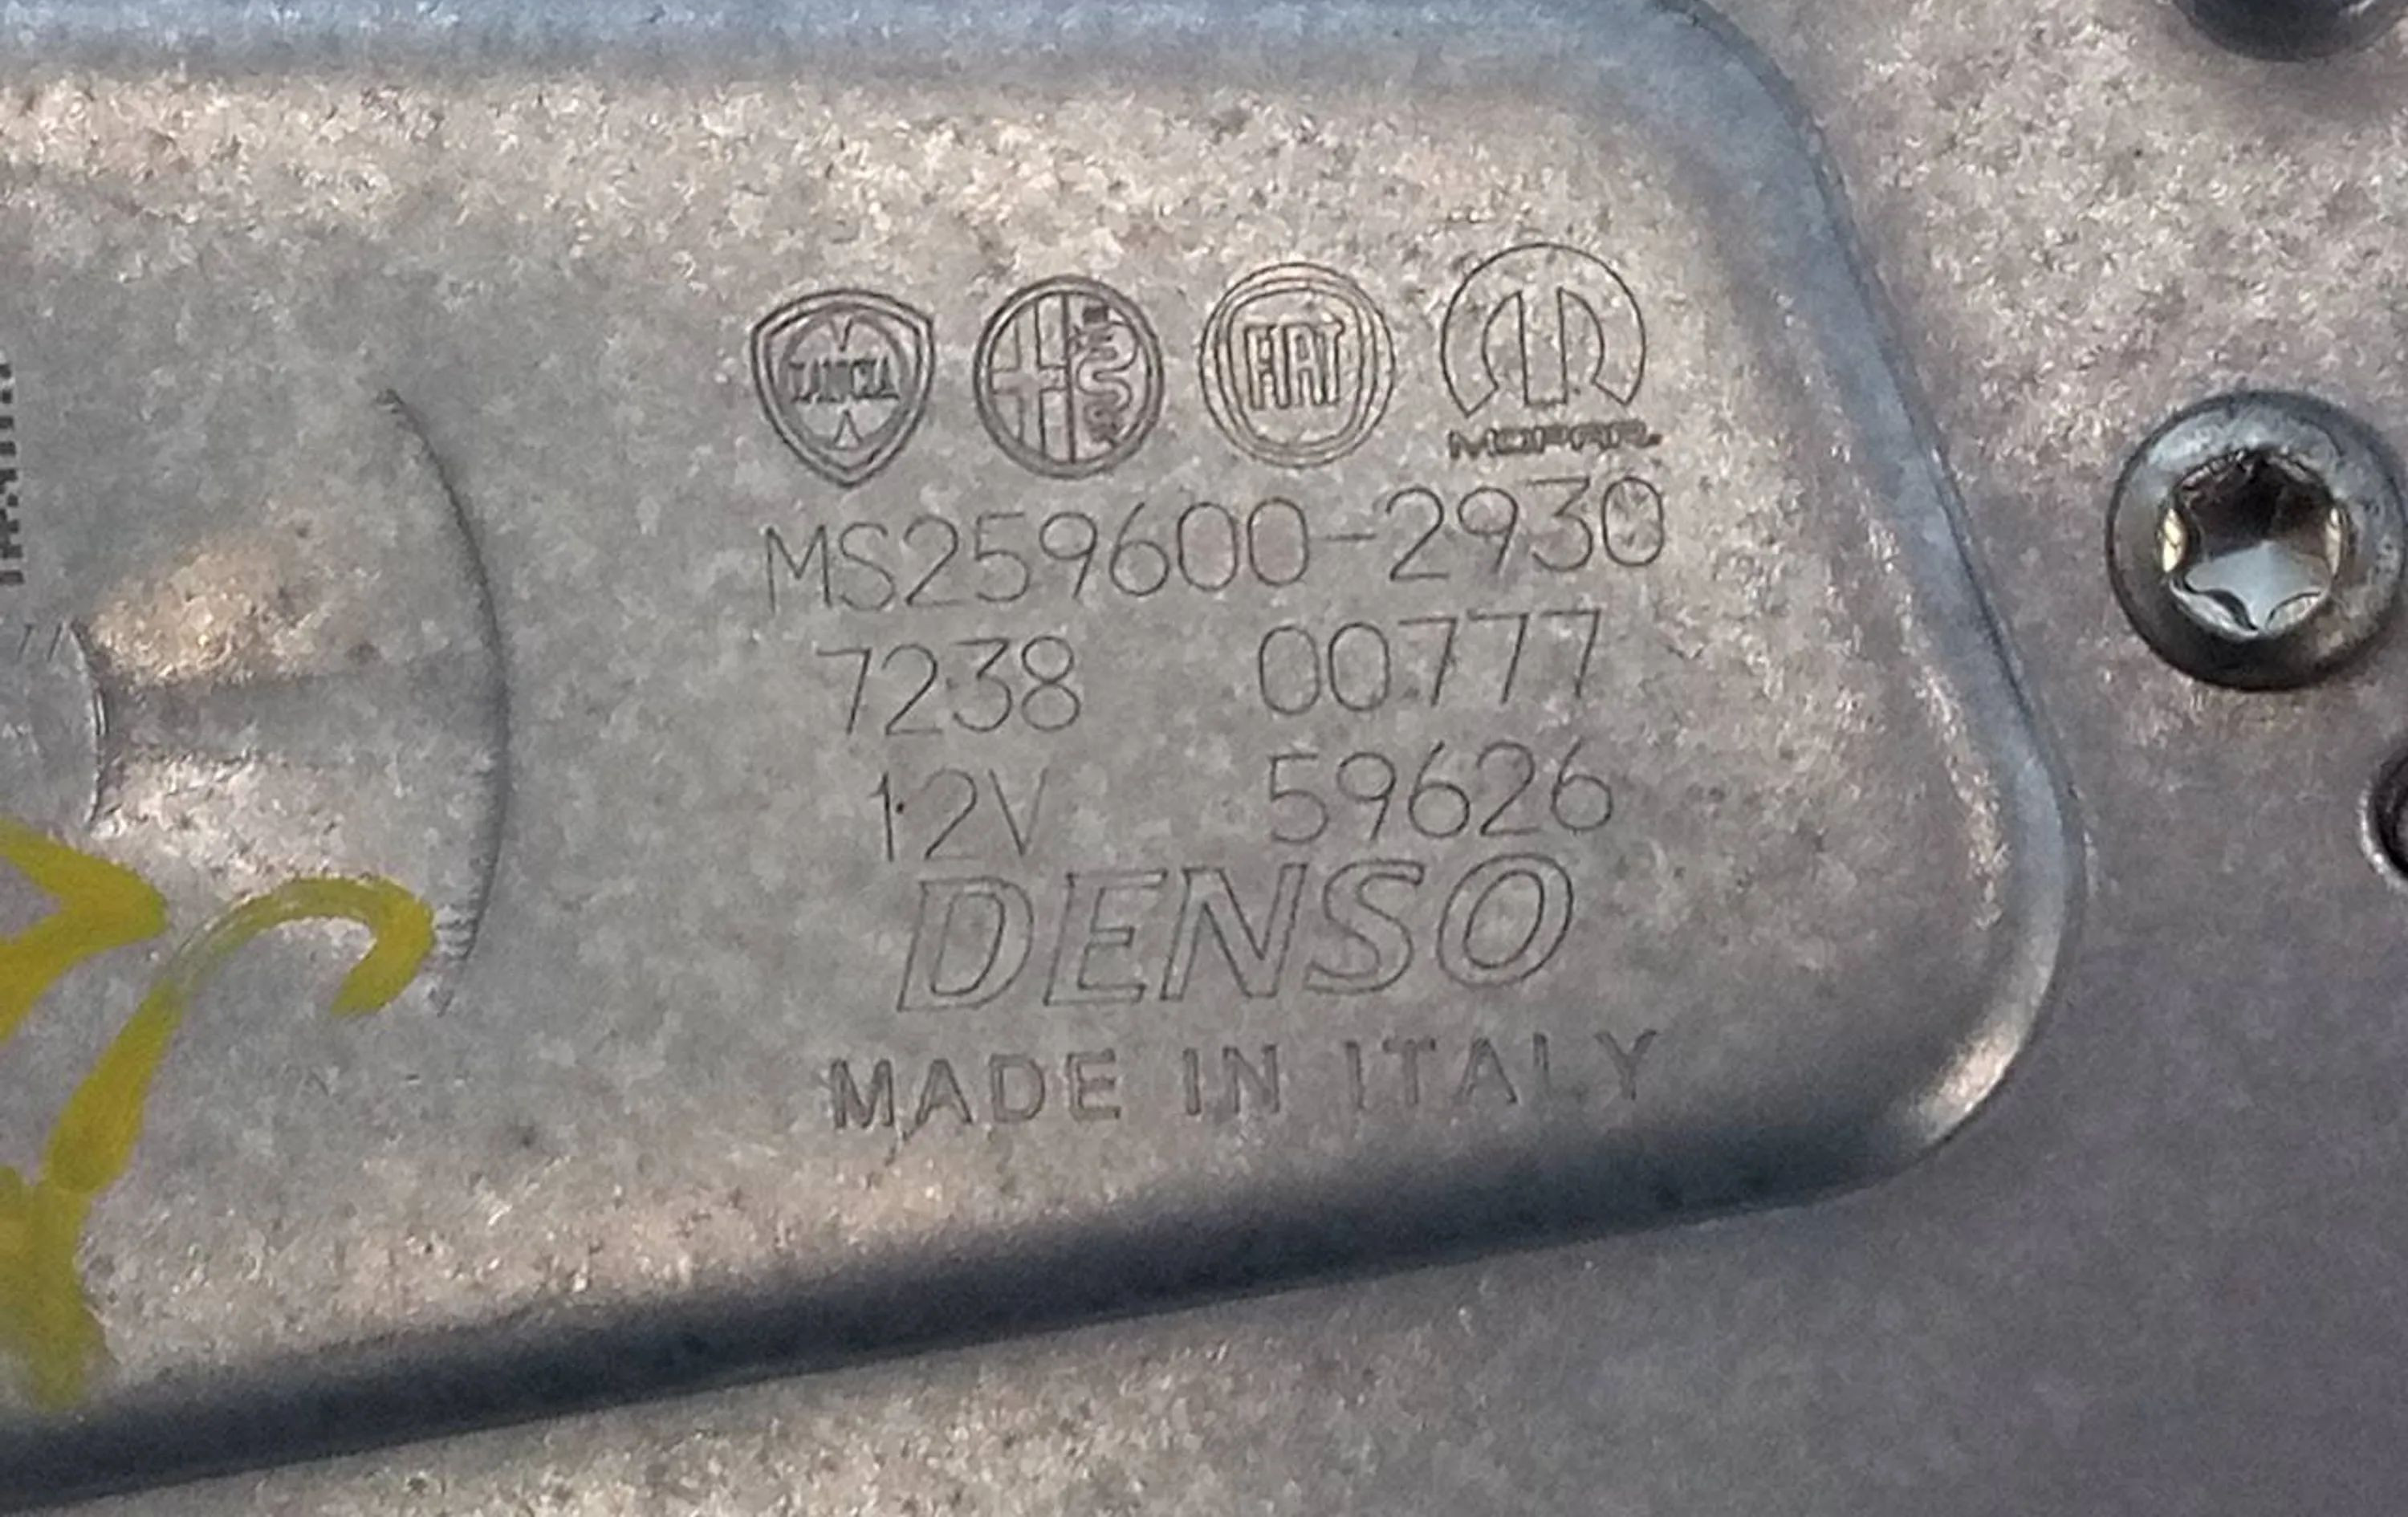 LANCIA FIAT MOPAR
MS259600-2930
7238 00777
12V 59626
DENSO
MADE IN ITALY